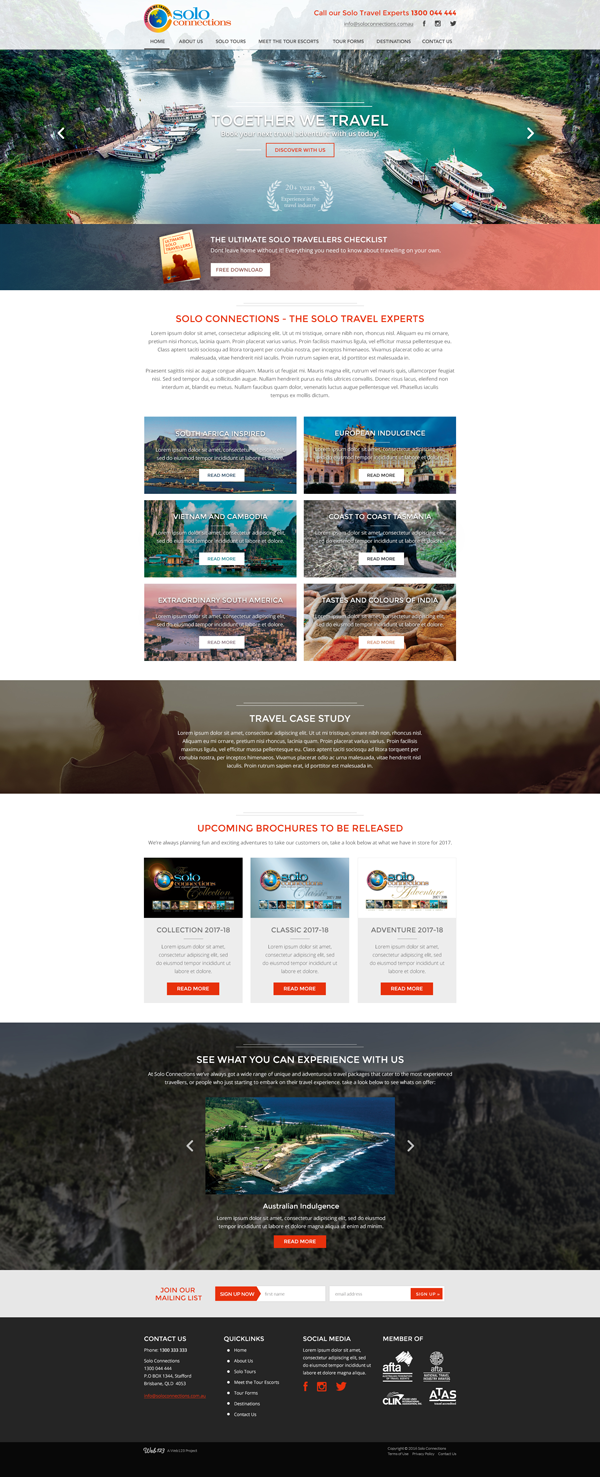 solo
connections
Call our Solo Travel Experts 1300 044 444
info@soloconnections.com.au
HOME ABOUT US SOLO TOURS MEET THE TOUR ESCORTS TOUR FORMS DESTINATIONS CONTACT US
TOGETHER WE TRAVEL
Book your next travel adventure with us today!
DISCOVER WITH US
20+ years
Experience in the
travel industry
ULTIMATE
SOLO
TRAVELLERS
THE ULTIMATE SOLO TRAVELLERS CHECKLIST
Dont leave home without it! Everything you need to know about travelling on your own.
FREE DOWNLOAD
SOLO CONNECTIONS - THE SOLO TRAVEL EXPERTS
Lorem ipsum dolor sit amet, consectetur adipiscing elit. Ut ut mi tristique, ornare nibh non, rhoncus nisl. Aliquam eu mi ornare,
pretium nisl rhoncus, lacinia quam. Proin placerat varius varius. Proin facilisis maximus ligula, vel efficitur massa pellentesque eu.
Class aptent taciti sociosqu ad litora torquent per conubia nostra, per inceptos himenaeos. Vivamus placerat odio ac urna
malesuada, vitae hendrerit nisl iaculis. Proin rutrum sapien erat, id porttitor est malesuada in.
Praesent sagittis nisi ac augue congue aliquam. Mauris ut feugiat mi. Mauris magna elit, rutrum vel mauris quis, ullamcorper feugiat
nisi. Sed sed tempor dui, a sollicitudin augue. Nullam hendrerit purus eu felis ultrices convallis. Donec risus lacus, eleifend non
interdum at, blandit eu metus. Nullam faucibus quam dolor, venenatis luctus augue pellentesque vel. Phasellus iaculis
tempus ex mollis dictum.
SOUTH AFRICA INSPIRED
Lorem ipsum dolor sit amet, consectetur adipiscing elit,
sed do eiusmod tempor incididunt ut labore et dolore.
READ MORE
EUROPEAN INDULGENCE
Lorem ipsum dolor sit amet, consectetur adipiscing elit,
sed do eiusmod tempor incididunt ut labore et dolore.
READ MORE
VIETNAM AND CAMBODIA
Lorem ipsum dolor sit amet, consectetur adipiscing elit,
sed do eiusmod tempor incididunt ut labore et dolore.
READ MORE
COAST TO COAST TASMANIA
Lorem ipsum dolor sit amet, consectetur adipiscing elit,
sed do eiusmod tempor incididunt ut labore et dolore.
READ MORE
EXTRAORDINARY SOUTH AMERICA
Lorem ipsum dolor sit amet, consectetur adipiscing elit,
sed do eiusmod tempor incididunt ut labore et dolore.
READ MORE
TASTES AND COLOURS OF INDIA
Lorem ipsum dolor sit amet, consectetur adipiscing elit,
sed do eiusmod tempor incididunt ut labore et dolore.
READ MORE
TRAVEL CASE STUDY
Lorem ipsum dolor sit amet, consectetur adipiscing elit. Ut ut mi tristique, ornare nibh non, rhoncus nisl.
Aliquam eu mi ornare, pretium nisl rhoncus, lacinia quam. Proin placerat varius varius. Proin facilisis
maximus ligula, vel efficitur massa pellentesque eu. Class aptent taciti sociosqu ad litora torquent per
conubia nostra, per inceptos himenaeos. Vivamus placerat odio ac urna malesuada, vitae hendrerit nisl
iaculis. Proin rutrum sapien erat, id porttitor est malesuada in.
UPCOMING BROCHURES TO BE RELEASED
We're always planning fun and exciting adventures to take our customers on, take a look below at what we have in store for 2017.
The
solo
connections
Collection
solo
connections
Classic
solo
connections
Adventure
COLLECTION 2017-18
Lorem ipsum dolor sit amet,
consectetur adipiscing elit, sed
do eiusmod tempor incididunt ut
labore et dolore.
READ MORE
CLASSIC 2017-18
Lorem ipsum dolor sit amet,
consectetur adipiscing elit, sed
do eiusmod tempor incididunt ut
labore et dolore.
READ MORE
ADVENTURE 2017-18
Lorem ipsum dolor sit amet,
consectetur adipiscing elit, sed
do eiusmod tempor incididunt ut
labore et dolore.
READ MORE
SEE WHAT YOU CAN EXPERIENCE WITH US
At Solo Connections we've always got a wide range of unique and adventurous travel packages that cater to the most experienced
travellers, or people who just starting to embark on their travel experience, take a look below to see whats on offer:
Australian Indulgence
Lorem ipsum dolor sit amet, consectetur adipiscing elit, sed do eiusmod
tempor incididunt ut labore et dolore magna aliqua ut enim ad minim.
READ MORE
JOIN OUR
MAILING LIST
SIGN UP NOW
first name
email address
SIGN UP »
CONTACT US
Phone: 1300 333 333
Solo Connections
1300 044 444
P.O BOX 1344, Stafford
Brisbane, QLD 4053
info@soloconnections.com.au
QUICKLINKS
Home
About Us
Solo Tours
Meet the Tour Escorts
Tour Forms
Destinations
Contact Us
SOCIAL MEDIA
Lorem ipsum dolor sit amet,
consectetur adipiscing elit, sed
do eiusmod tempor incididunt.
MEMBER OF
afta
afta
NATIONAL TRAVEL
INDUSTRY AWARDS
CLIA
ATAS
travel accredited
Web 123 A Web123 Project
Copyright © 2016 Solo Connections
Terms of Use Privacy Policy Contact Us